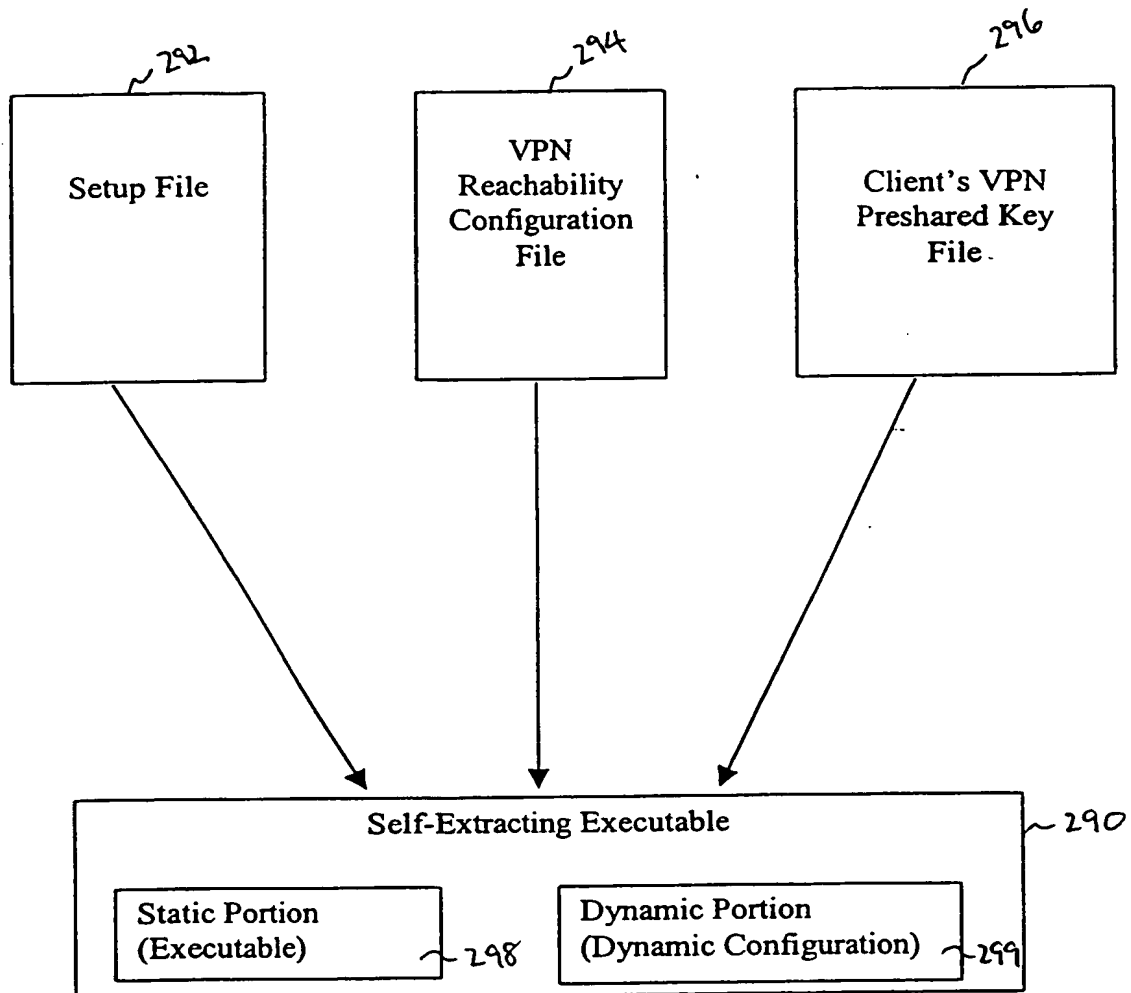 292
294
296
Setup File
VPN
Reachability
Configuration
File
Client's VPN
Preshared Key
File
Self-Extracting Executable
290
Static Portion
(Executable)
298
Dynamic Portion
(Dynamic Configuration)
299